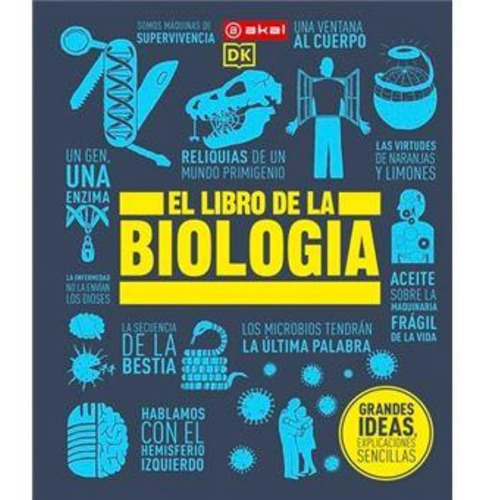 SOMOS MÁQUINAS DE
SUPERVIVENCIA
akal
DK
UNA VENTANA
AL CUERPO
UN GEN,
UNA
ENZIMA
RELIQUIAS DE UN
MUNDO PRIMIGENIO
LAS VIRTUDES
DE NARANJAS
Y LIMONES
EL LIBRO DE LA
BIOLOGIA
LA ENFERMEDAD
NO LA ENVÍAN
LOS DIOSES
ACEITE
SOBRE LA
MAQUINARIA
FRÁGIL
DE LA VIDA
LA SECUENCIA
DE LA
BESTIA
LOS MICROBIOS TENDRÁN
LA ÚLTIMA PALABRA
HABLAMOS
CON EL
HEMISFERIO
IZQUIERDO
GRANDES
IDEAS,
EXPLICACIONES
SENCILLAS